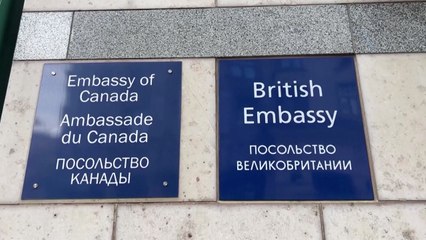 Embassy of
Canada
Ambassade
du Canada
ПОСОЛЬСТВО
КАНАДЫ
British
Embassy
ПОСОЛЬСТВО
ВЕЛИКОБРИТАНИИ